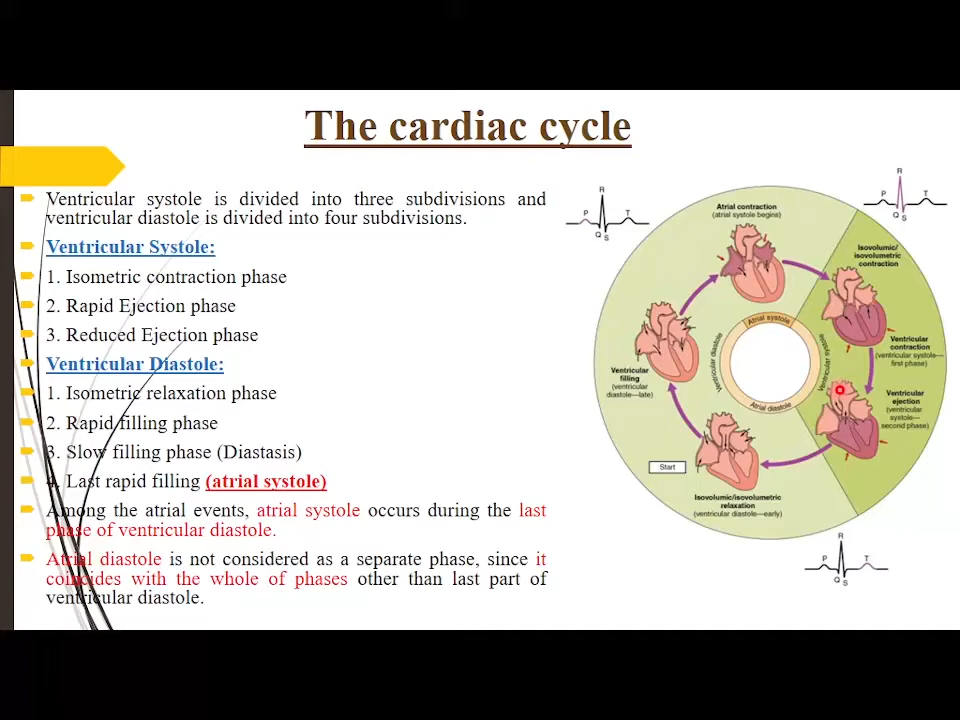 The cardiac cycle
Ventricular systole is divided into three subdivisions and
ventricular diastole is divided into four subdivisions.
Ventricular Systole:
1. Isometric contraction phase
2. Rapid Ejection phase
3. Reduced Ejection phase
Ventricular Diastole:
1. Isometric relaxation phase
2. Rapid filling phase
3. Slow filling phase (Diastasis)
4. Last rapid filling (atrial systole)
Among the atrial events, atrial systole occurs during the last
phase of ventricular diastole.
Atrial diastole is not considered as a separate phase, since it
coincides with the whole of phases other than last part of
ventricular diastole.
R
P T
Q S
R
P T
Q S
Atrial contraction
(atrial systole begins)
Isovolumic/
isovolumetric
contraction
Ventricular
contraction
(ventricular systole—
first phase)
Ventricular
ejection
(ventricular
systole—
second phase)
Isovolumic/isovolumetric
relaxation
(ventricular diastole—early)
Start
Ventricular
filling
(ventricular
diastole—late)
Atrial systole
Ventricular systole
Atrial diastole
Ventricular diastole
R
P T
Q S